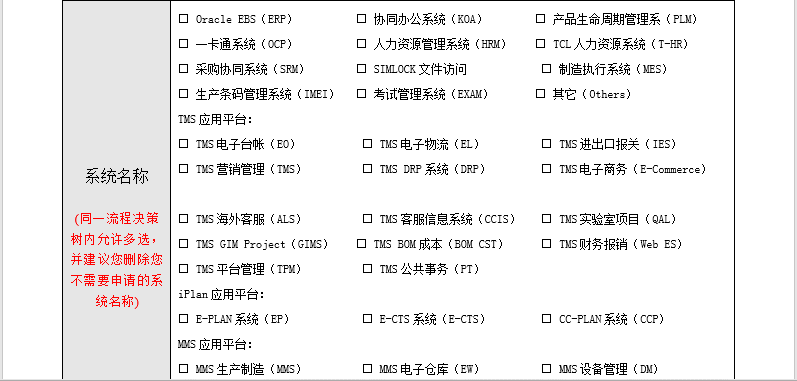 系统名称
(同一流程决策
树内允许多选，
并建议您删除您
不需要申请的系
统名称)
□ Oracle EBS（ERP） □ 协同办公系统（KOA） □ 产品生命周期管理系（PLM）
□ 一卡通系统（OCP） □ 人力资源管理系统（HRM） □ TCL 人力资源系统（T-HR）
□ 采购协同系统（SRM） □ SIMLOCK 文件访问 □ 制造执行系统（MES）
□ 生产条码管理系统（IMEI） □ 考试管理系统（EXAM） □ 其它（Others）
TMS 应用平台：
□ TMS 电子台帐（EO） □ TMS 电子物流（EL） □ TMS 进出口报关（IES）
□ TMS 营销管理（TMS） □ TMS DRP 系统（DRP） □ TMS 电子商务（E-Commerce）
□ TMS 海外客服（ALS） □ TMS 客服信息系统（CCIS） □ TMS 实验室项目（QAL）
□ TMS GIM Project（GIMS） □ TMS BOM 成本（BOM CST） □ TMS 财务报销（Web ES）
□ TMS 平台管理（TPM） □ TMS 公共事务（PT）
iPlan 应用平台：
□ E-PLAN 系统（EP） □ E-CTS 系统（E-CTS） □ CC-PLAN 系统（CCP）
MMS 应用平台：
□ MMS 生产制造（MMS） □ MMS 电子仓库（EW） □ MMS 设备管理（DM）